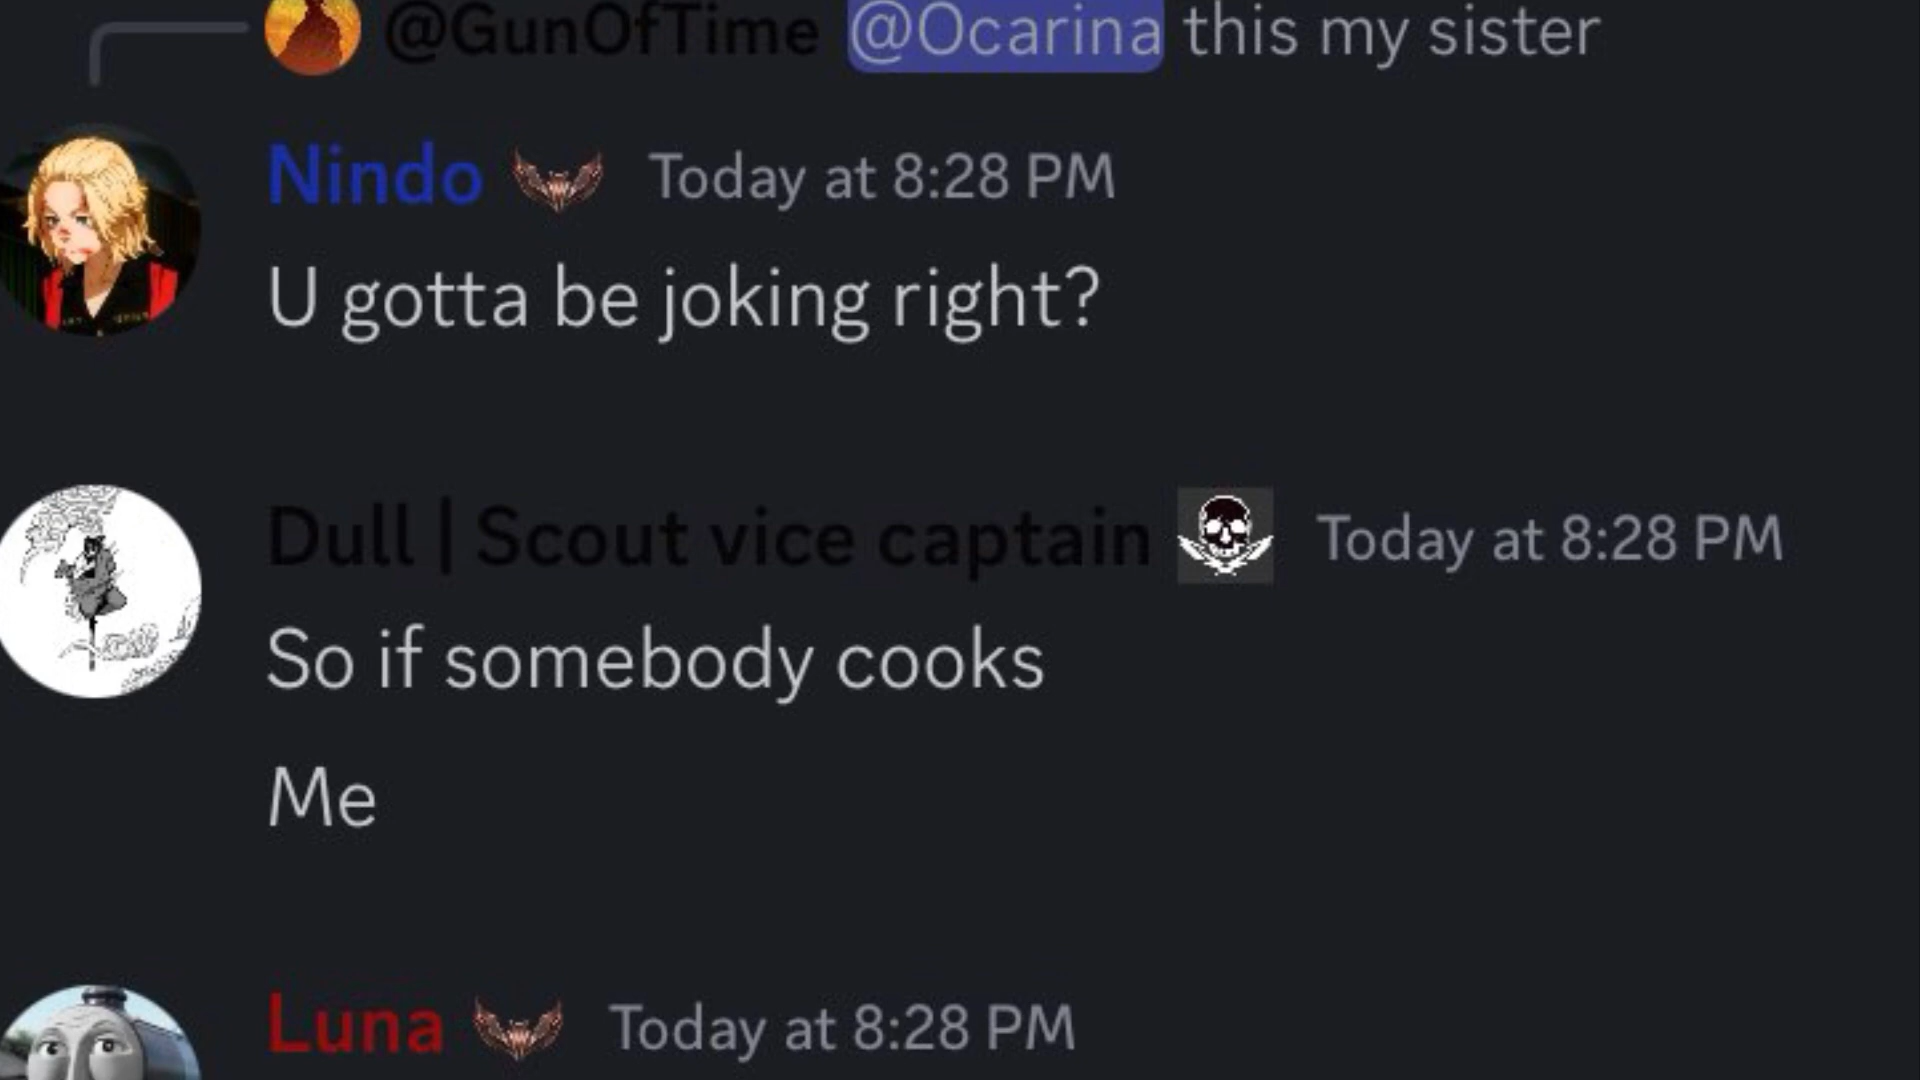 @GunOfTime @Ocarina this my sister
Nindo Today at 8:28 PM
U gotta be joking right?
Dull | Scout vice captain Today at 8:28 PM
So if somebody cooks
Me
Luna Today at 8:28 PM